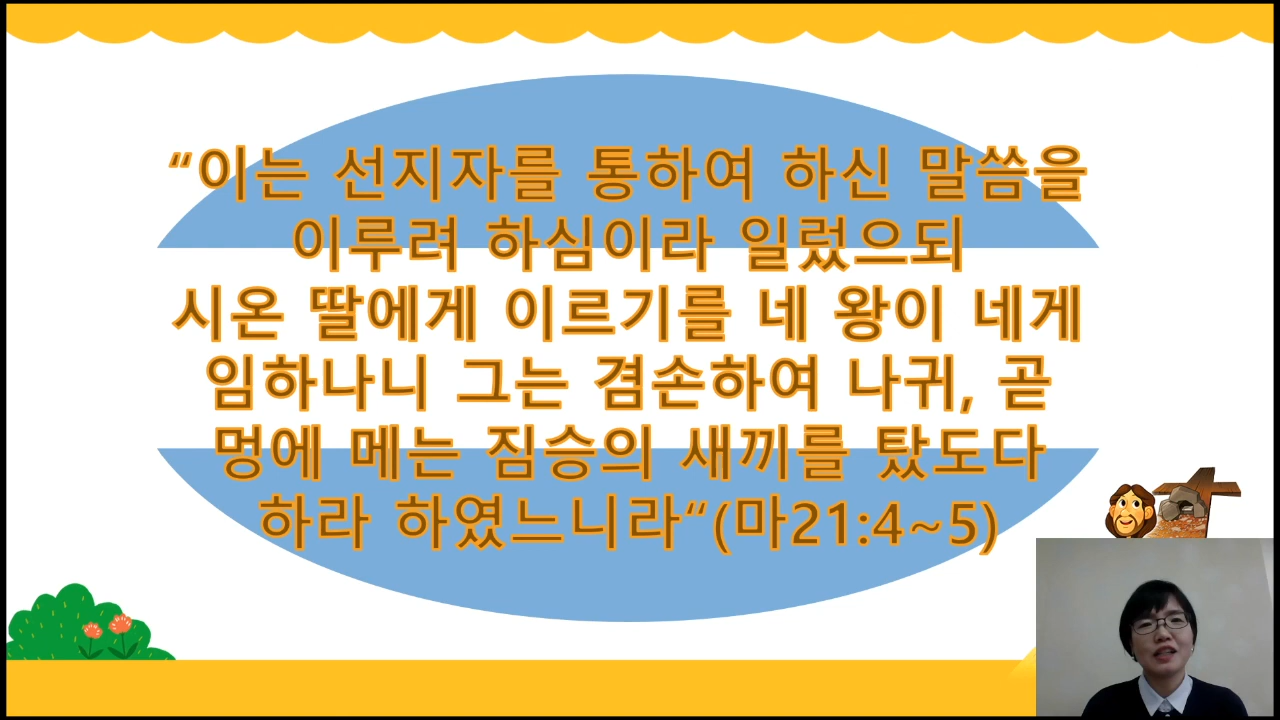 “이는 선지자를 통하여 하신 말씀을
이루려 하심이라 일렀으되
시온 딸에게 이르기를 네 왕이 네게
임하나니 그는 겸손하여 나귀, 곧
멍에 메는 짐승의 새끼를 탔도다
하라 하였느니라“(마21:4~5)